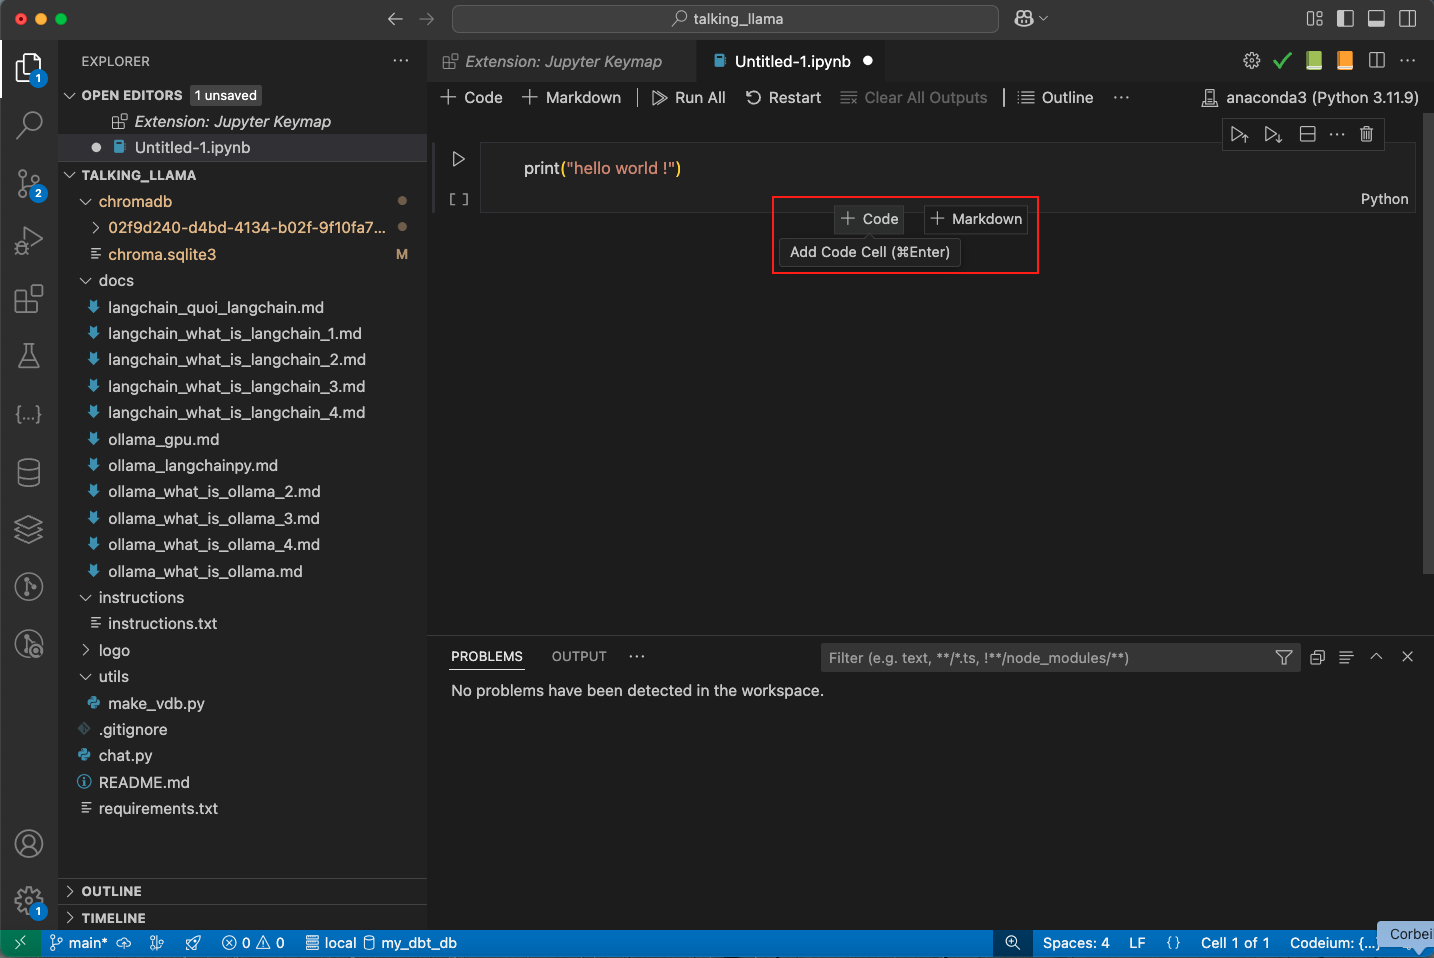 talking_llama
EXPLORER
OPEN EDITORS 1 unsaved
Extension: Jupyter Keymap
Untitled-1.ipynb
TALKING_LLAMA
chromadb
02f9d240-d4bd-4134-b02f-9f10fa7...
chroma.sqlite3 M
docs
langchain_quoi_langchain.md
langchain_what_is_langchain_1.md
langchain_what_is_langchain_2.md
langchain_what_is_langchain_3.md
langchain_what_is_langchain_4.md
ollama_gpu.md
ollama_langchainpy.md
ollama_what_is_ollama_2.md
ollama_what_is_ollama_3.md
ollama_what_is_ollama_4.md
ollama_what_is_ollama.md
instructions
instructions.txt
logo
utils
make_vdb.py
.gitignore
chat.py
README.md
requirements.txt
OUTLINE
TIMELINE
1
2
1
Extension: Jupyter Keymap Untitled-1.ipynb
+ Code + Markdown | Run All Restart Clear All Outputs | Outline ... anaconda3 (Python 3.11.9)
print("hello world !")
[ ]
Python
+ Code + Markdown
Add Code Cell (⌘Enter)
PROBLEMS OUTPUT ... Filter (e.g. text, **/*.ts, !**/node_modules/**)
No problems have been detected in the workspace.
main* 0 0 local my_dbt_db Spaces: 4 LF {} Cell 1 of 1 Codeium: {...}
Corbei